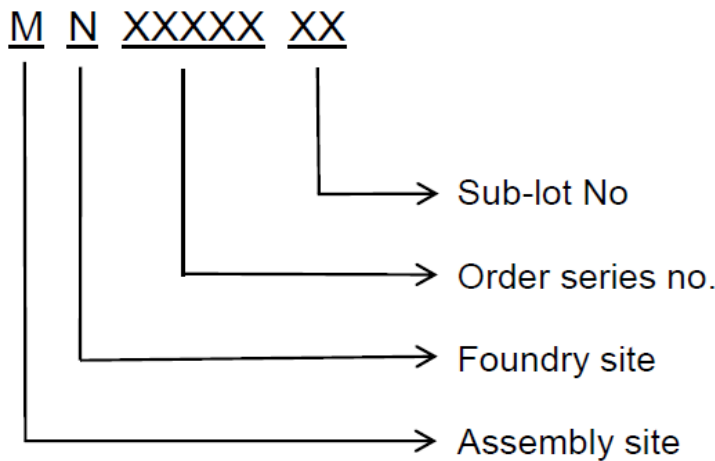 M N XXXXX XX
Sub-lot No
Order series no.
Foundry site
Assembly site